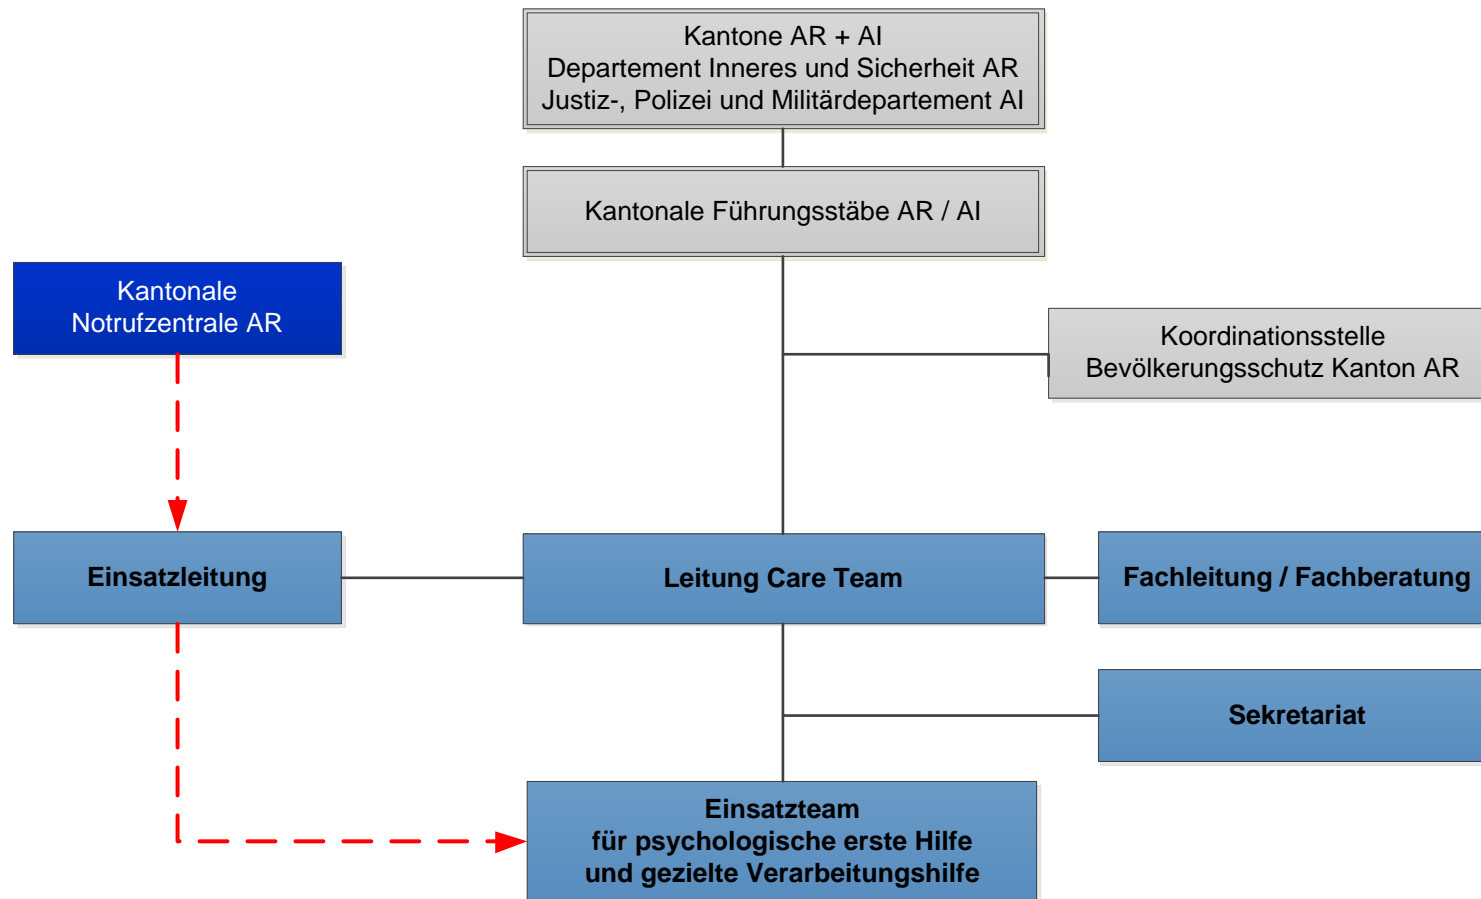 Kantone AR + AI
Departement Inneres und Sicherheit AR
Justiz-, Polizei und Militärdepartement AI
Kantonale Führungsstäbe AR / AI
Kantonale
Notrufzentrale AR
Koordinationsstelle
Bevölkerungsschutz Kanton AR
Einsatzleitung
Leitung Care Team
Fachleitung / Fachberatung
Sekretariat
Einsatzteam
für psychologische erste Hilfe
und gezielte Verarbeitungshilfe